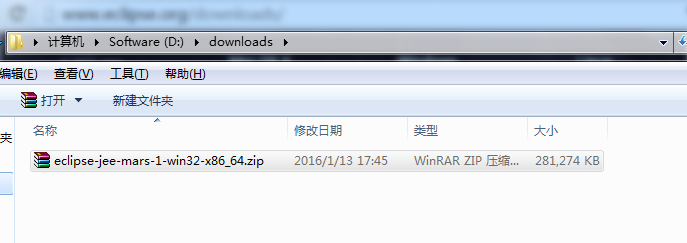 www.eclipse.org/downloads/
计算机 ▸ Software (D:) ▸ downloads ▸
编辑(E) 查看(V) 工具(T) 帮助(H)
打开 新建文件夹
名称 修改日期 类型 大小
夹
eclipse-jee-mars-1-win32-x86_64.zip 2016/1/13 17:45 WinRAR ZIP 压缩... 281,274 KB